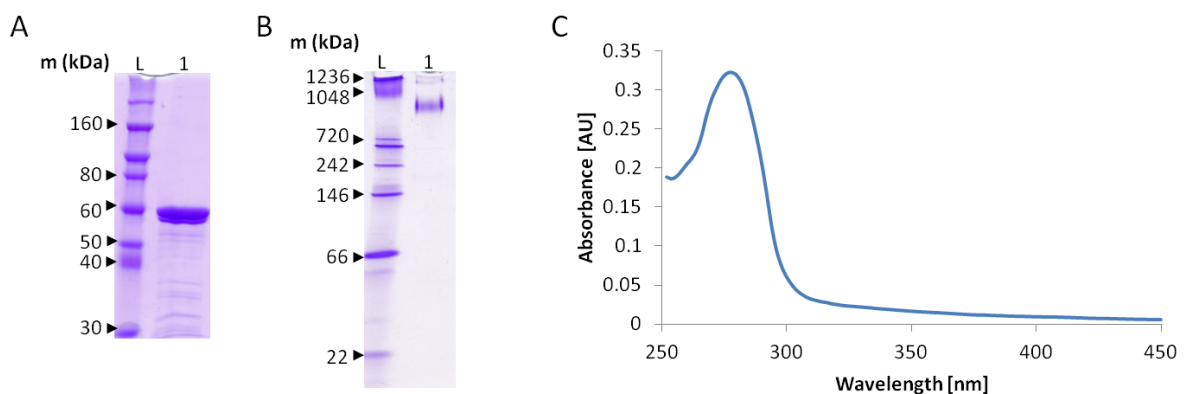 A
m (kDa)
L 1
160
80
60
50
40
30
B
m (kDa)
L 1
1236
1048
720
242
146
66
22
C
Absorbance [AU]
0.35
0.3
0.25
0.2
0.15
0.1
0.05
0
250 300 350 400 450
Wavelength [nm]